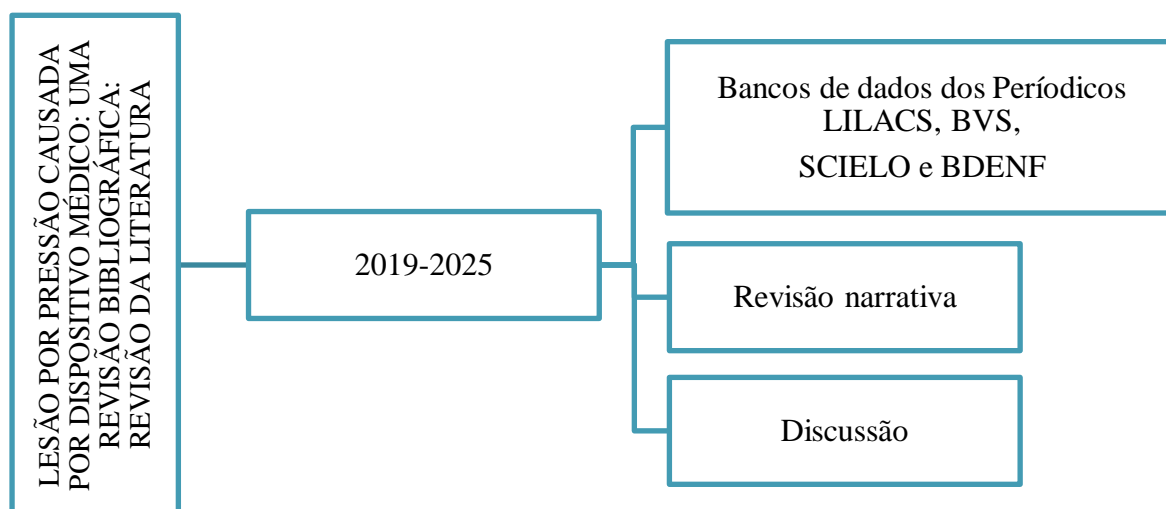 LESÃO POR PRESSÃO CAUSADA
POR DISPOSITIVO MÉDICO: UMA
REVISÃO BIBLIOGRÁFICA:
REVISÃO DA LITERATURA
2019-2025
Bancos de dados dos Períodicos
LILACS, BVS,
SCIELO e BDENF
Revisão narrativa
Discussão